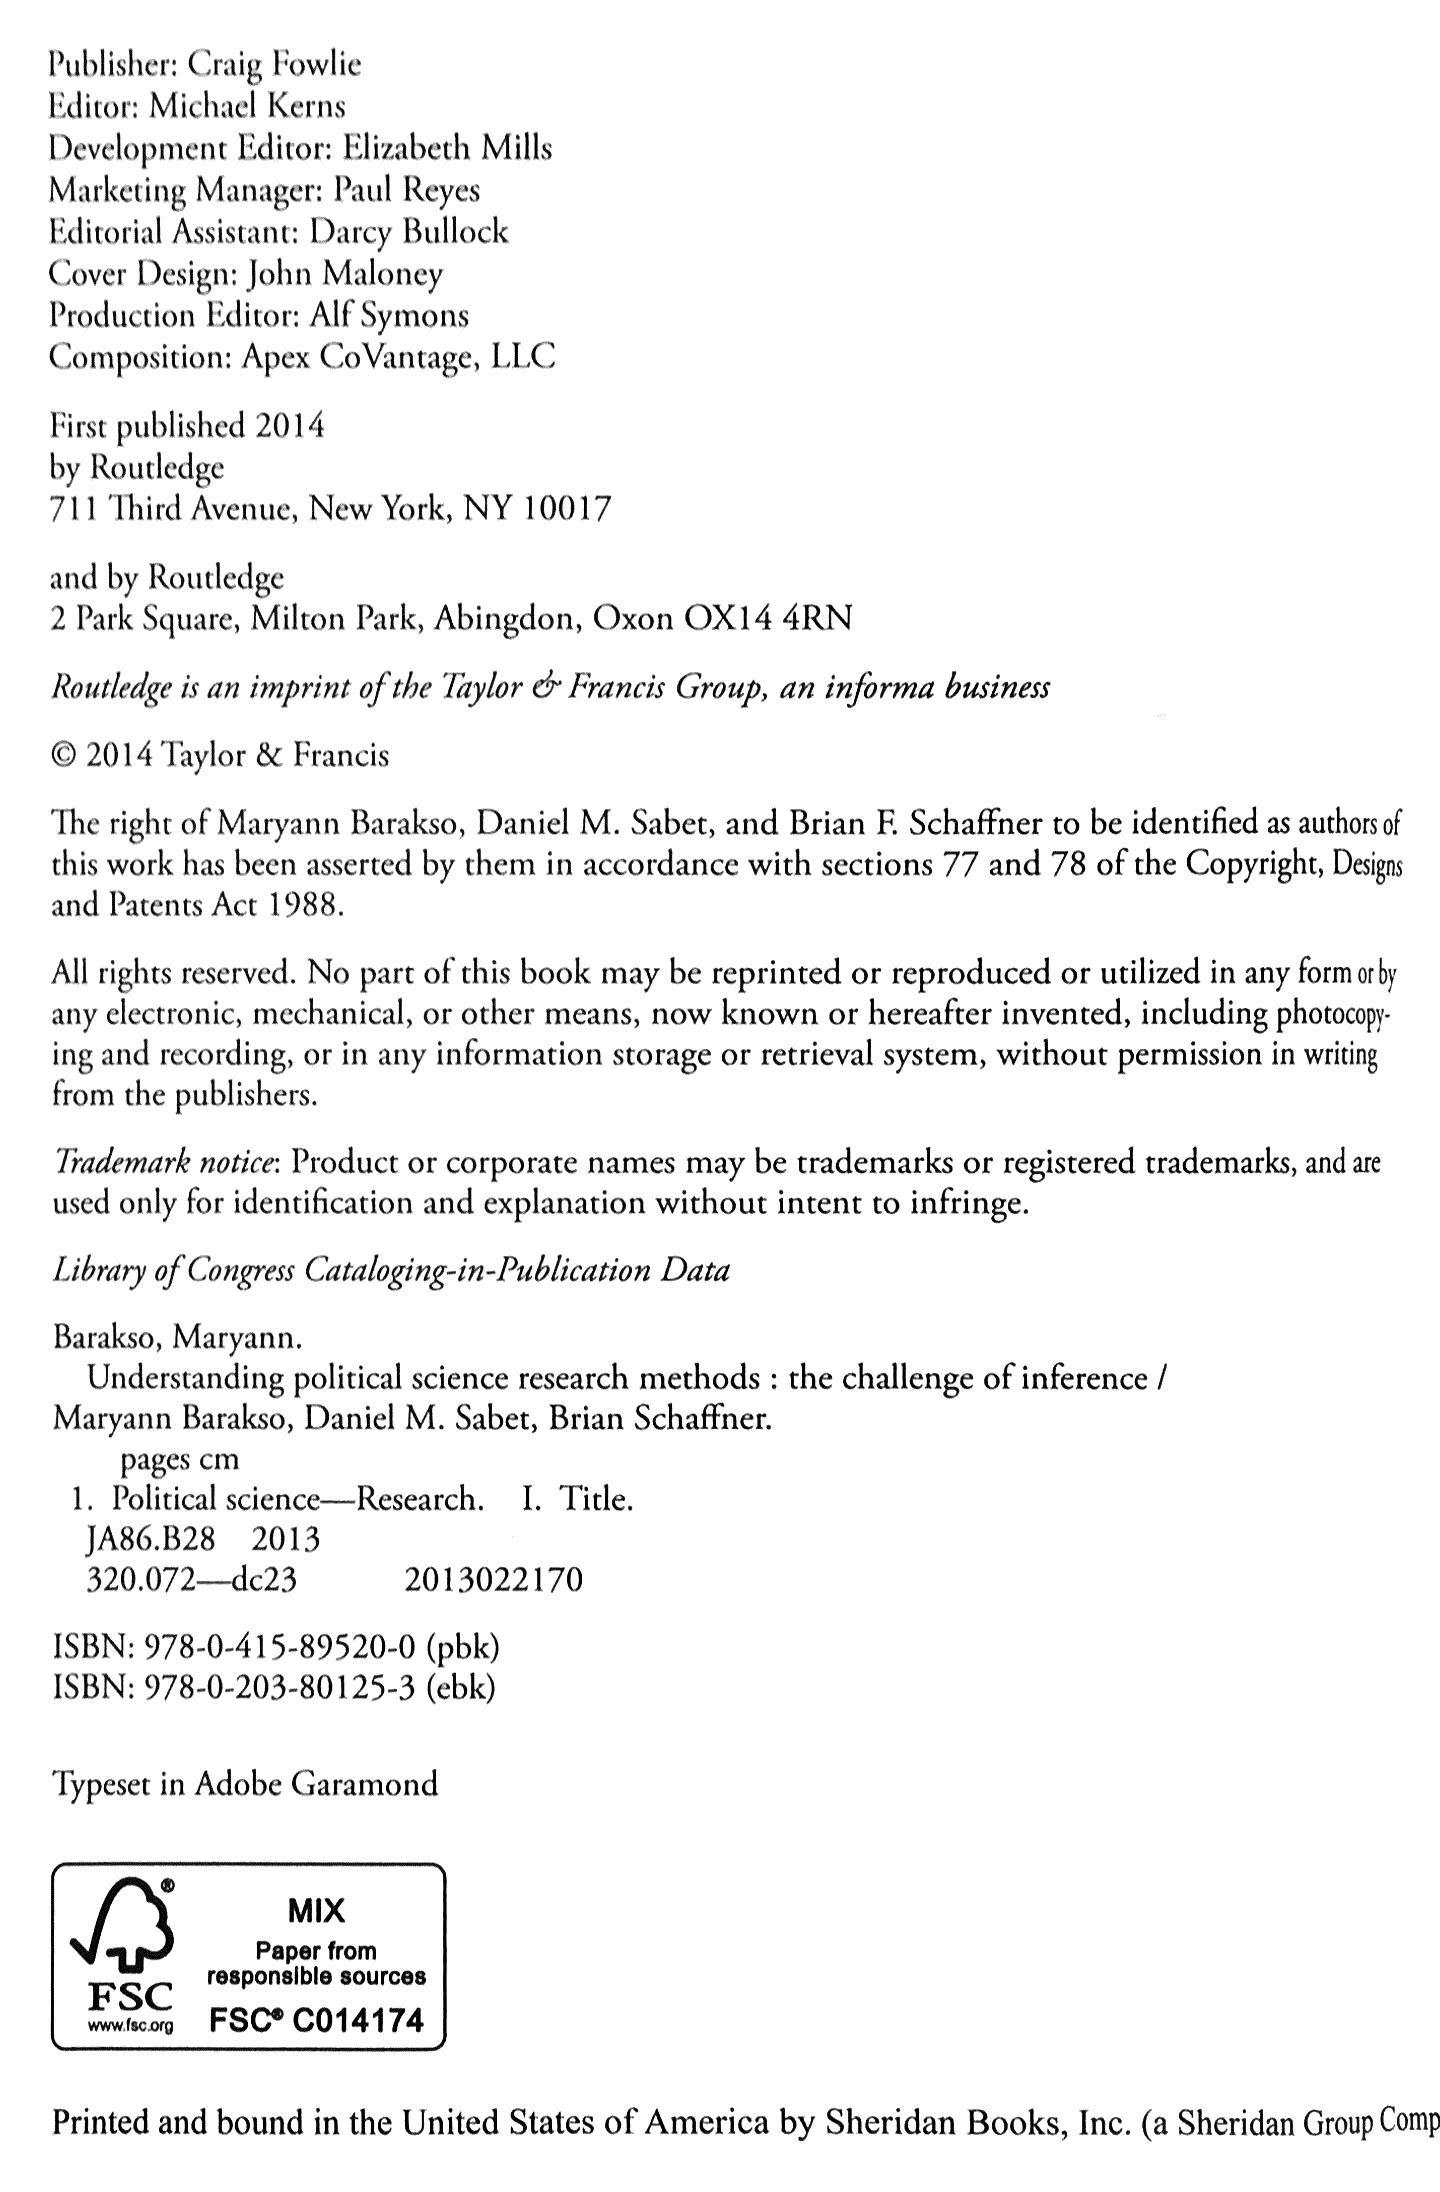 Publisher: Craig Fowlie
Editor: Michael Kerns
Development Editor: Elizabeth Mills
Marketing Manager: Paul Reyes
Editorial Assistant: Darcy Bullock
Cover Design: John Maloney
Production Editor: Alf Symons
Composition: Apex CoVantage, LLC
First published 2014
by Routledge
711 Third Avenue, New York, NY 10017
and by Routledge
2 Park Square, Milton Park, Abingdon, Oxon OX14 4RN
Routledge is an imprint of the Taylor & Francis Group, an informa business
© 2014 Taylor & Francis
The right of Maryann Barakso, Daniel M. Sabet, and Brian F. Schaffner to be identified as authors of
this work has been asserted by them in accordance with sections 77 and 78 of the Copyright, Designs
and Patents Act 1988.
All rights reserved. No part of this book may be reprinted or reproduced or utilized in any form or by
any electronic, mechanical, or other means, now known or hereafter invented, including photocopy-
ing and recording, or in any information storage or retrieval system, without permission in writing
from the publishers.
Trademark notice: Product or corporate names may be trademarks or registered trademarks, and are
used only for identification and explanation without intent to infringe.
Library of Congress Cataloging-in-Publication Data
Barakso, Maryann.
Understanding political science research methods : the challenge of inference /
Maryann Barakso, Daniel M. Sabet, Brian Schaffner.
pages cm
1. Political science—Research. I. Title.
JA86.B28 2013
320.072—dc23 2013022170
ISBN: 978-0-415-89520-0 (pbk)
ISBN: 978-0-203-80125-3 (ebk)
Typeset in Adobe Garamond
®
FSC
www.fsc.org
MIX
Paper from
responsible sources
FSC® C014174
Printed and bound in the United States of America by Sheridan Books, Inc. (a Sheridan Group Comp